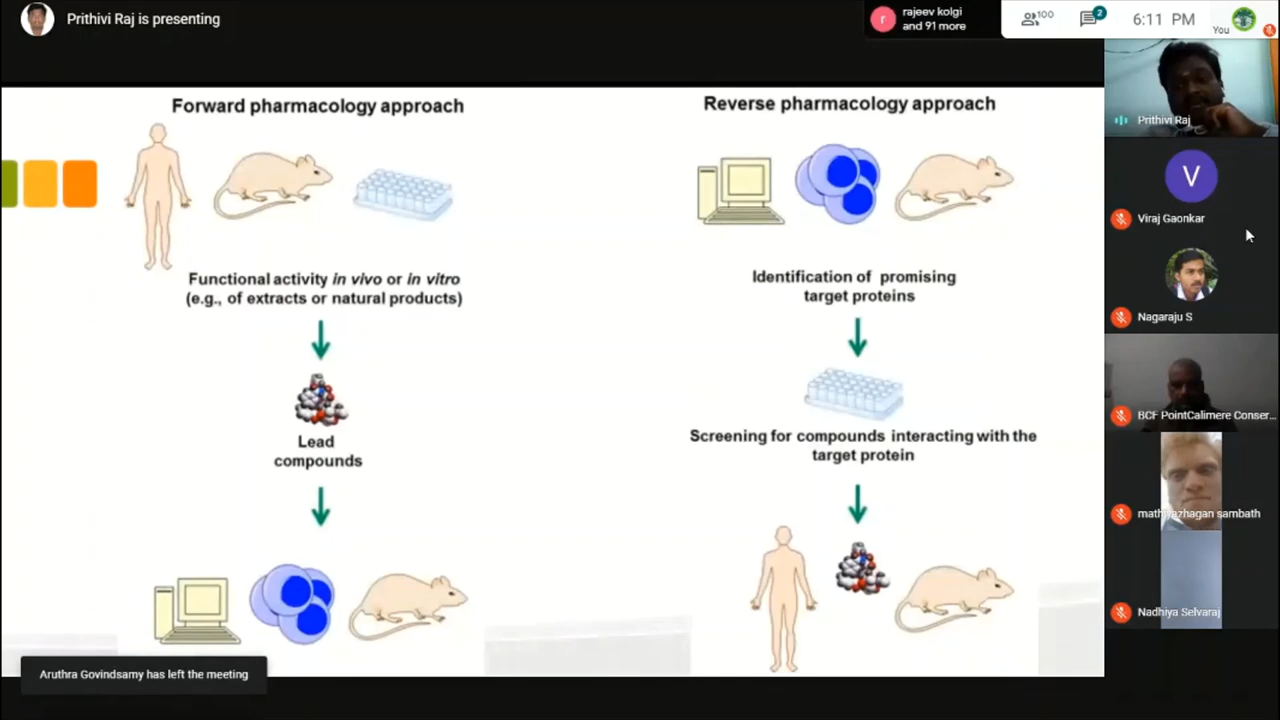 Prithivi Raj is presenting
rajeev kolgi
and 91 more
100
2
6:11 PM
You
Forward pharmacology approach
Functional activity in vivo or in vitro
(e.g., of extracts or natural products)
Lead
compounds
Reverse pharmacology approach
Identification of promising
target proteins
Screening for compounds interacting with the
target protein
r
Prithivi Raj
V
Viraj Gaonkar
Nagaraju S
BCF PointCalimere Conser...
mathiyazhagan sambath
Nadhiya Selvaraj
Aruthra Govindsamy has left the meeting